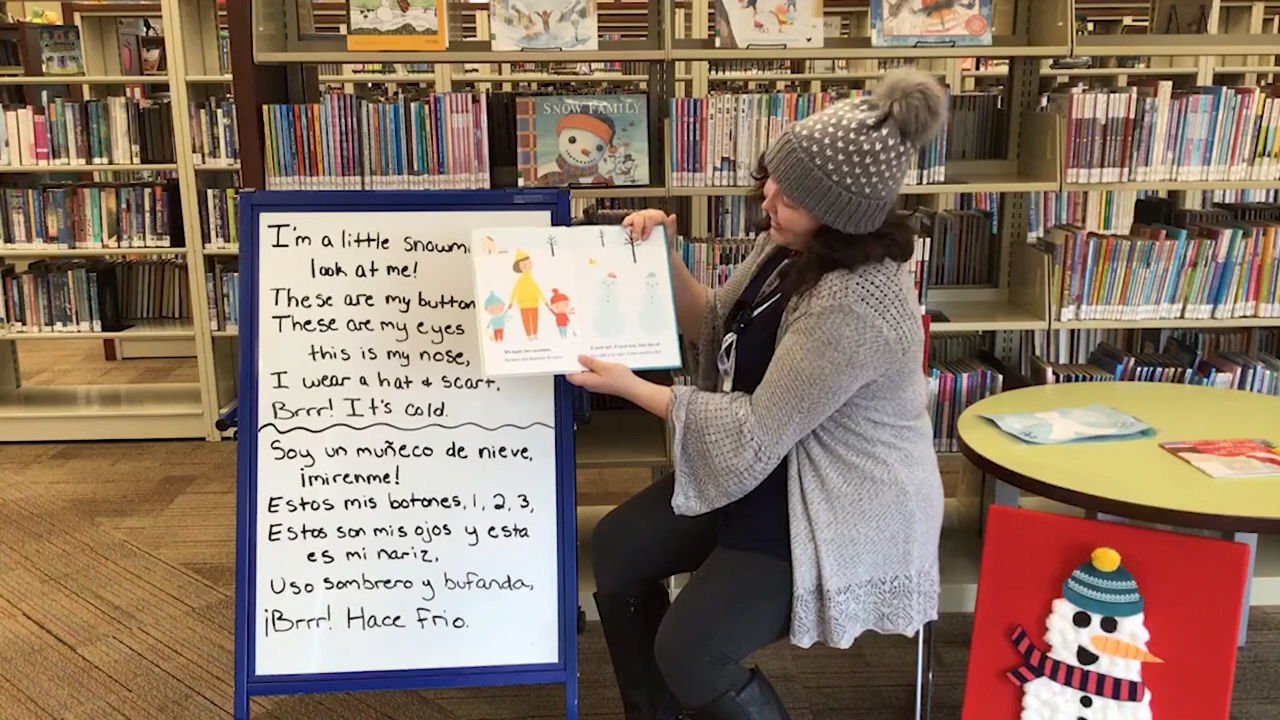 SNOW FAMILY
I'm a little snowm
look at me!
These are my button
These are my eyes
this is my nose,
I wear a hat & scarf.
Brrr! It's cold.
Soy un muñeco de nieve,
¡mirenme!
Estos mis botones, 1, 2, 3,
Estos son mis ojos y esta
es mi nariz,
Uso sombrero y bufanda,
¡Brrr! Hace frio.